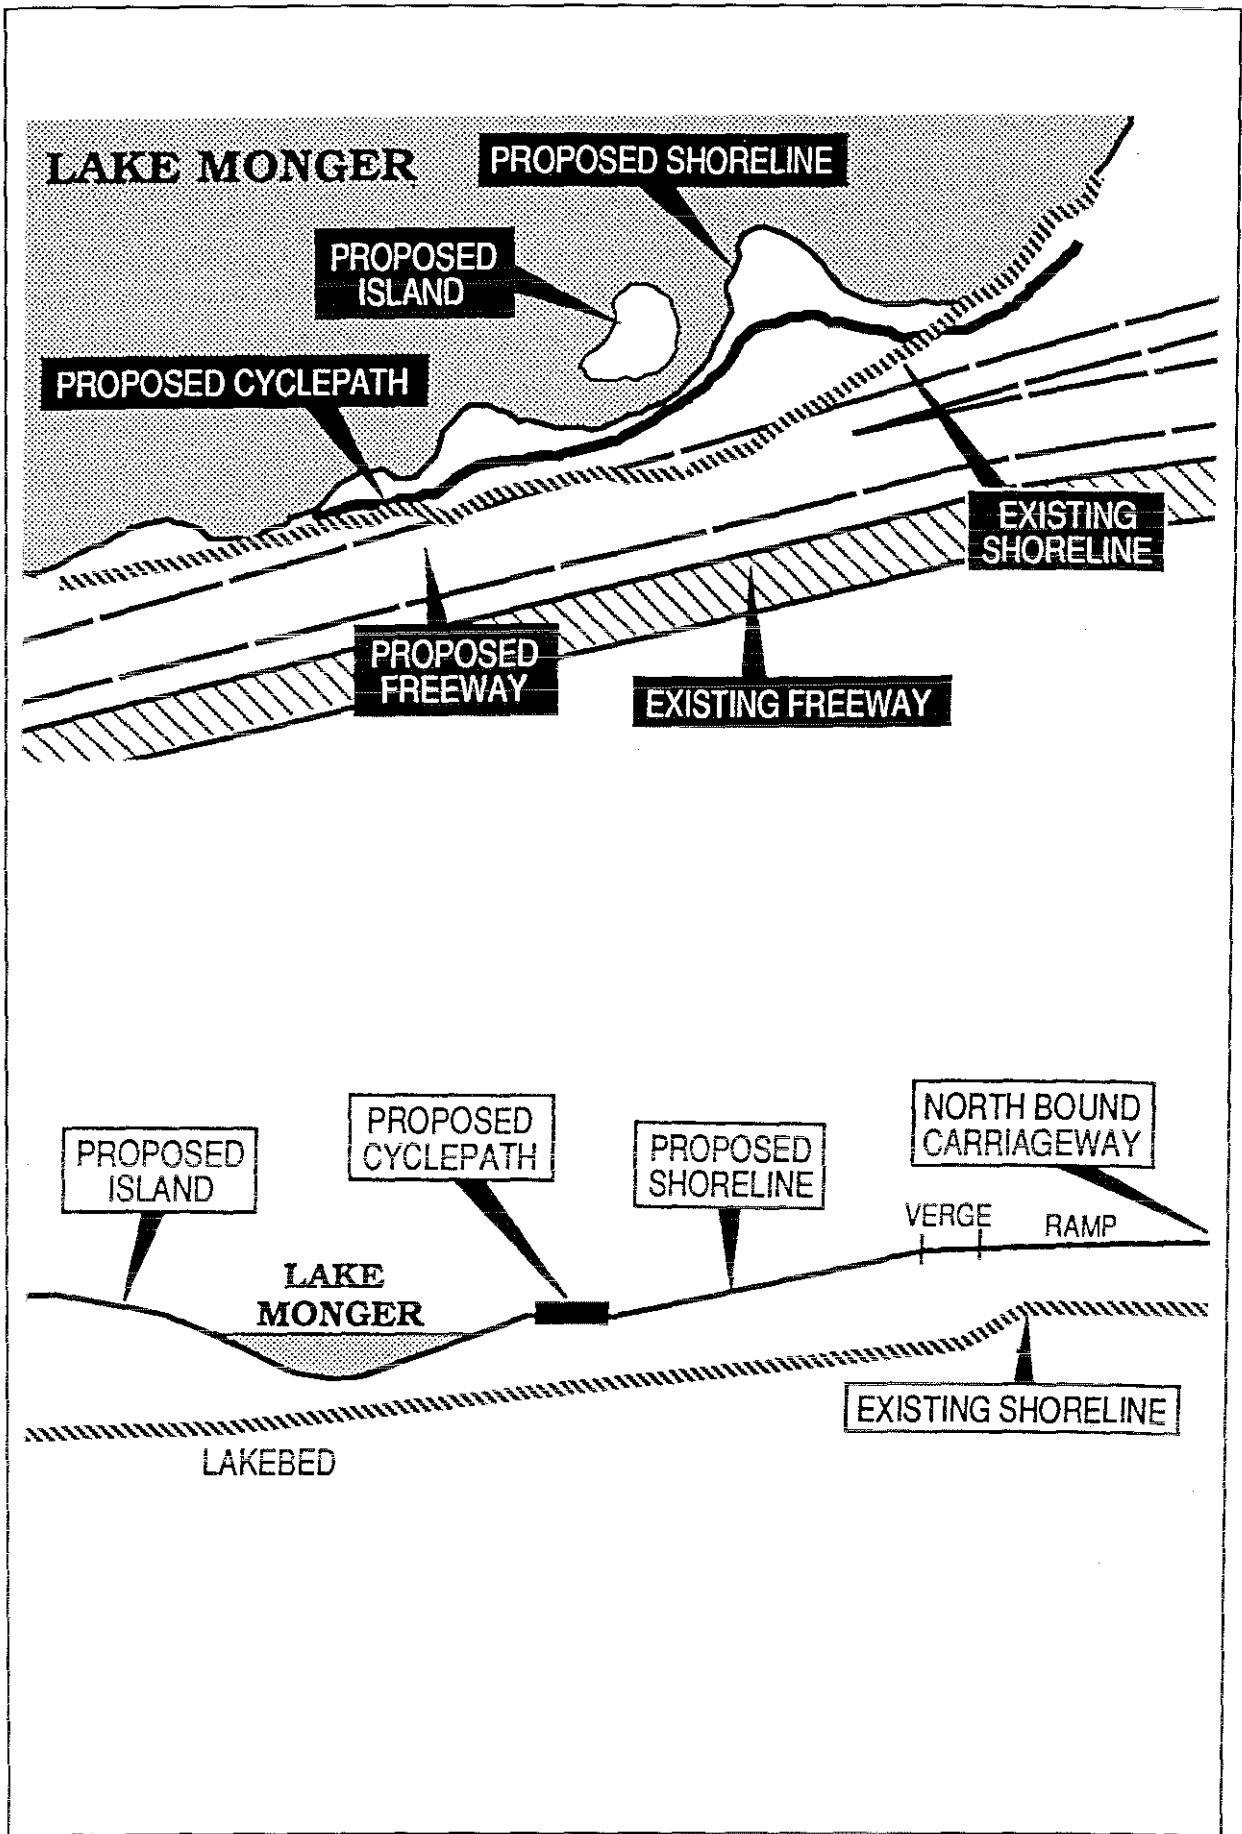 LAKE MONGER
PROPOSED SHORELINE
PROPOSED
ISLAND
PROPOSED CYCLEPATH
EXISTING
SHORELINE
PROPOSED
FREEWAY
EXISTING FREEWAY
PROPOSED
ISLAND
PROPOSED
CYCLEPATH
PROPOSED
SHORELINE
NORTH BOUND
CARRIAGEWAY
VERGE
RAMP
LAKE
MONGER
EXISTING SHORELINE
LAKEBED